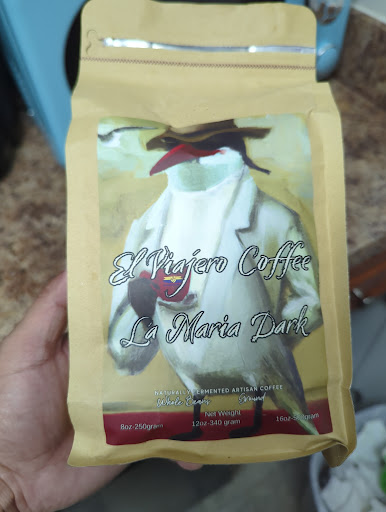 El Viajero Coffee
La Maria Dark
NATURALLY FERMENTED ARTISAN COFFEE
Whole Beans Ground
Net Weight
8oz-250gram 12oz-340 gram 16oz-